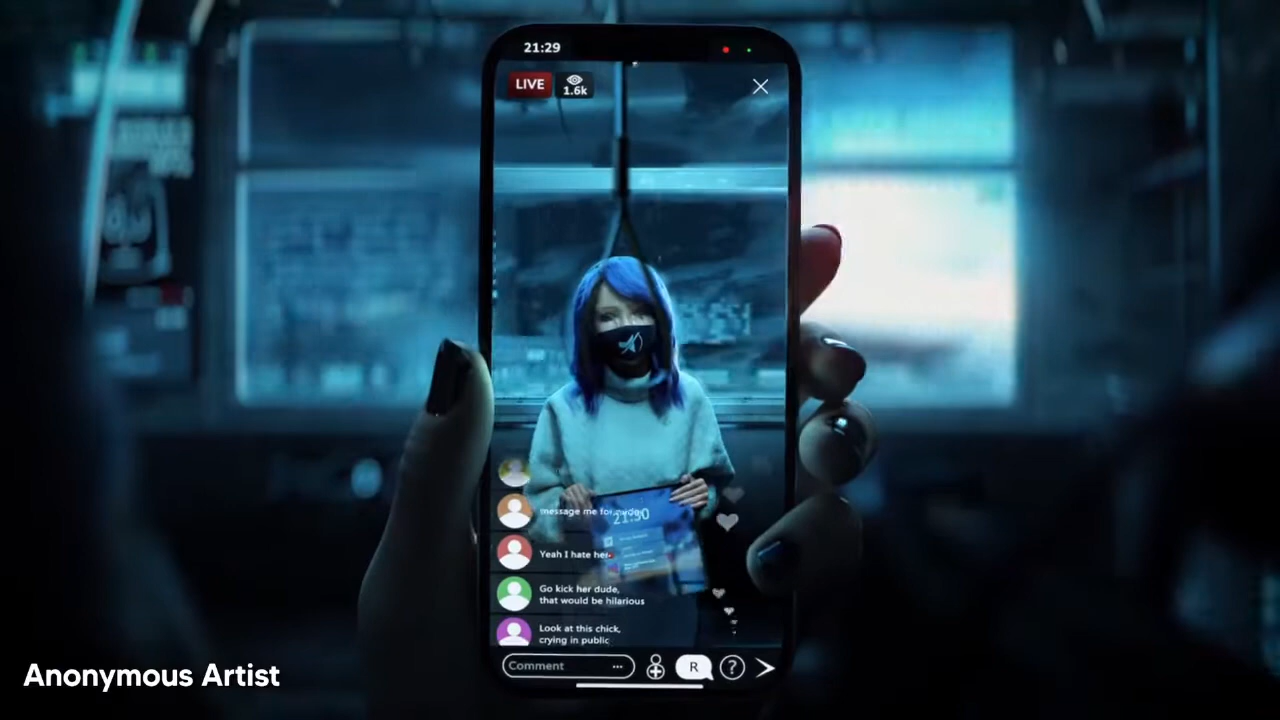 21:29
LIVE
1.6k
message me for
21:30
Yeah I hate her
Go kick her dude,
that would be hilarious
Look at this chick,
crying in public
Comment
R
?
Anonymous Artist